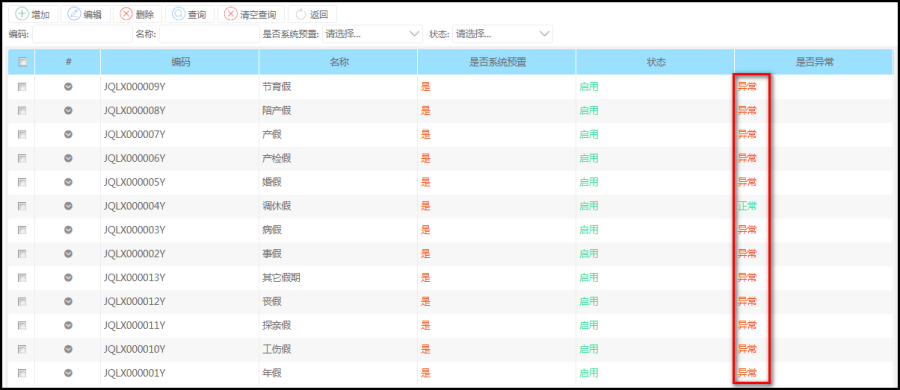 增加 编辑 删除 查询 清空查询 返回
编码: 名称: 是否系统预置: 请选择... 状态: 请选择...
# 编码 名称 是否系统预置 状态 是否异常
JQLX000009Y 节育假 是 启用 异常
JQLX000008Y 陪产假 是 启用 异常
JQLX000007Y 产假 是 启用 异常
JQLX000006Y 产检假 是 启用 异常
JQLX000005Y 婚假 是 启用 异常
JQLX000004Y 调休假 是 启用 正常
JQLX000003Y 病假 是 启用 异常
JQLX000002Y 事假 是 启用 异常
JQLX000013Y 其它假期 是 启用 异常
JQLX000012Y 丧假 是 启用 异常
JQLX000011Y 探亲假 是 启用 异常
JQLX000010Y 工伤假 是 启用 异常
JQLX000001Y 年假 是 启用 异常